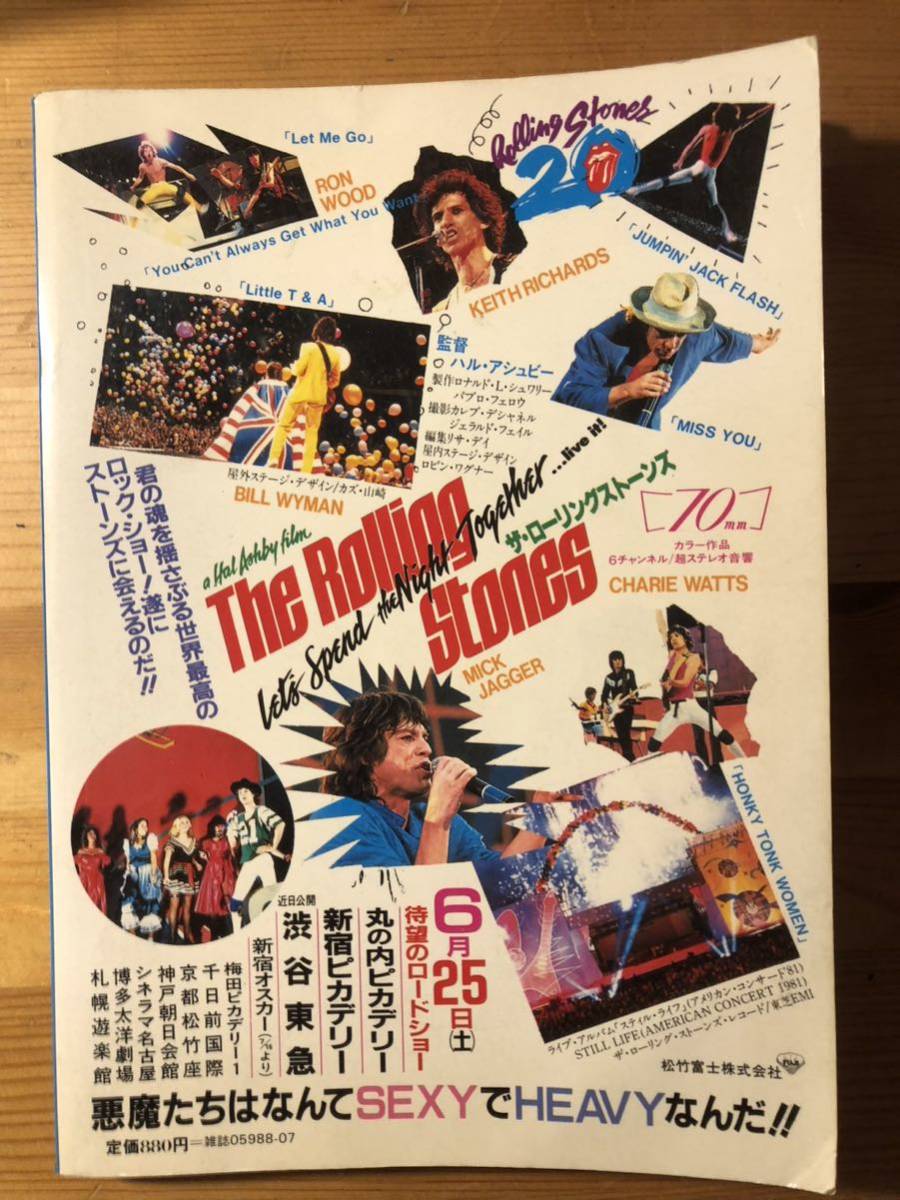 「Let Me Go」
RON
WOOD
「You Can't Always Get What You Want」
Rolling Stones
20
KEITH RICHARDS
「JUMPIN' JACK FLASH」
「Little T & A」
「MISS YOU」
監督
ハル・アシュビー
製作ロナルド・L・シュワリー
パブロ・フェロウ
撮影カレブ・デシャネル
ジェラルド・フェイル
編集リサ・デイ
屋内ステージ・デザイン
ロビン・ワグナー
屋外ステージ・デザイン/カズ・山崎
BILL WYMAN
君の魂を揺さぶる世界最高の
ロック・ショー!遂に
ストーンズに会えるのだ!!
a Hal Ashby film
The Rolling
Stones
Let's Spend the Night Together...live it!
ザ・ローリングストーンズ
70mm
カラー作品
6チャンネル/超ステレオ音響
CHARIE WATTS
MICK
JAGGER
「HONKY TONK WOMEN」
6月25日(土)
待望のロードショー
丸の内ピカデリー
新宿ピカデリー
渋谷東急
近日公開
新宿オスカー(7/16より)
梅田ピカデリー1
千日前国際
京都松竹座
神戸朝日会館
シネラマ名古屋
博多太洋劇場
札幌遊楽館
ライブ・アルバム「スティル・ライフ」(アメリカン・コンサート'81)
STILL LIFE(AMERICAN CONCERT 1981)
ザ・ローリング・ストーンズ・レコード/東芝EMI
松竹富士株式会社
悪魔たちはなんてSEXYでHEAVYなんだ!!
定価880円=雑誌05988-07